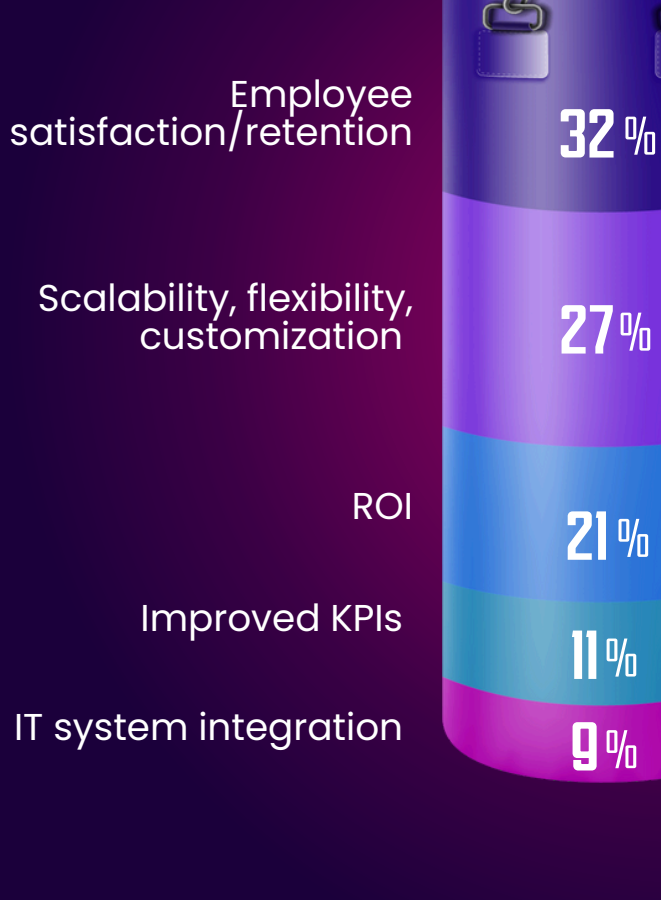 Employee
satisfaction/retention
32%
Scalability, flexibility,
customization
27%
ROI
21%
Improved KPIs
11%
IT system integration
9%